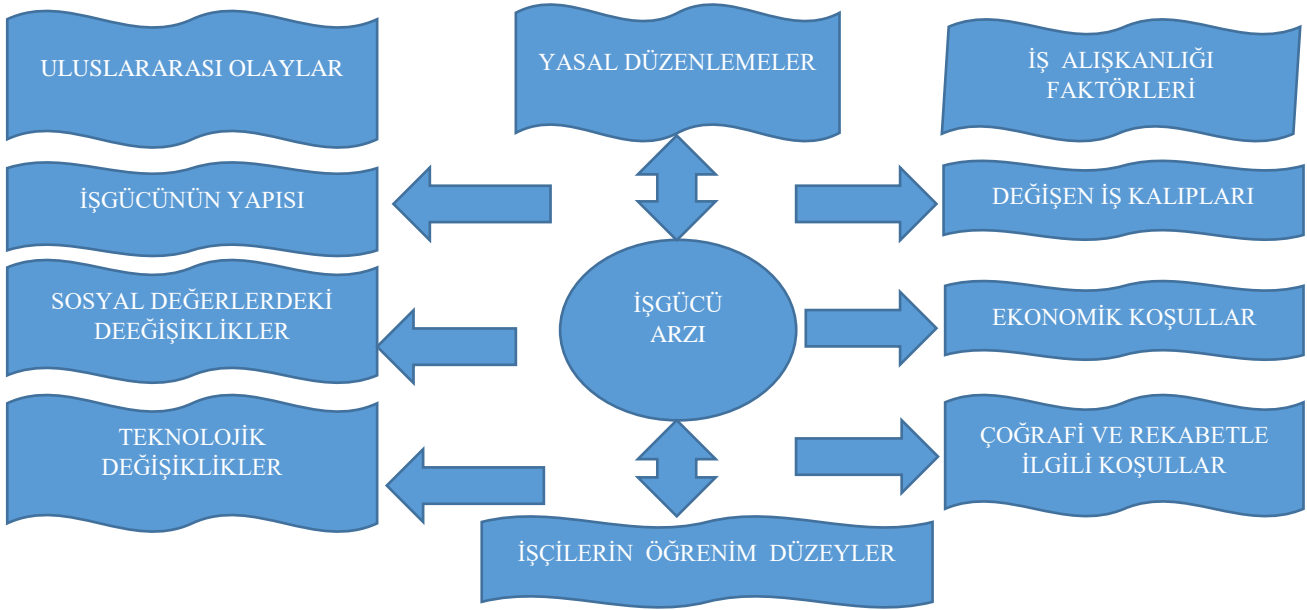 ULUSLARARASI OLAYLAR
YASAL DÜZENLEMELER
İŞ ALIŞKANLIĞI
FAKTÖRLERİ
İŞGÜCÜNÜN YAPISI
DEĞİŞEN İŞ KALIPLARI
SOSYAL DEĞERLERDEKİ
DEEĞİŞİKLİKLER
İŞGÜCÜ
ARZI
EKONOMİK KOŞULLAR
TEKNOLOJİK
DEĞİŞİKLİKLER
ÇOĞRAFİ VE REKABETLE
İLGİLİ KOŞULLAR
İŞÇİLERİN ÖĞRENİM DÜZEYLER